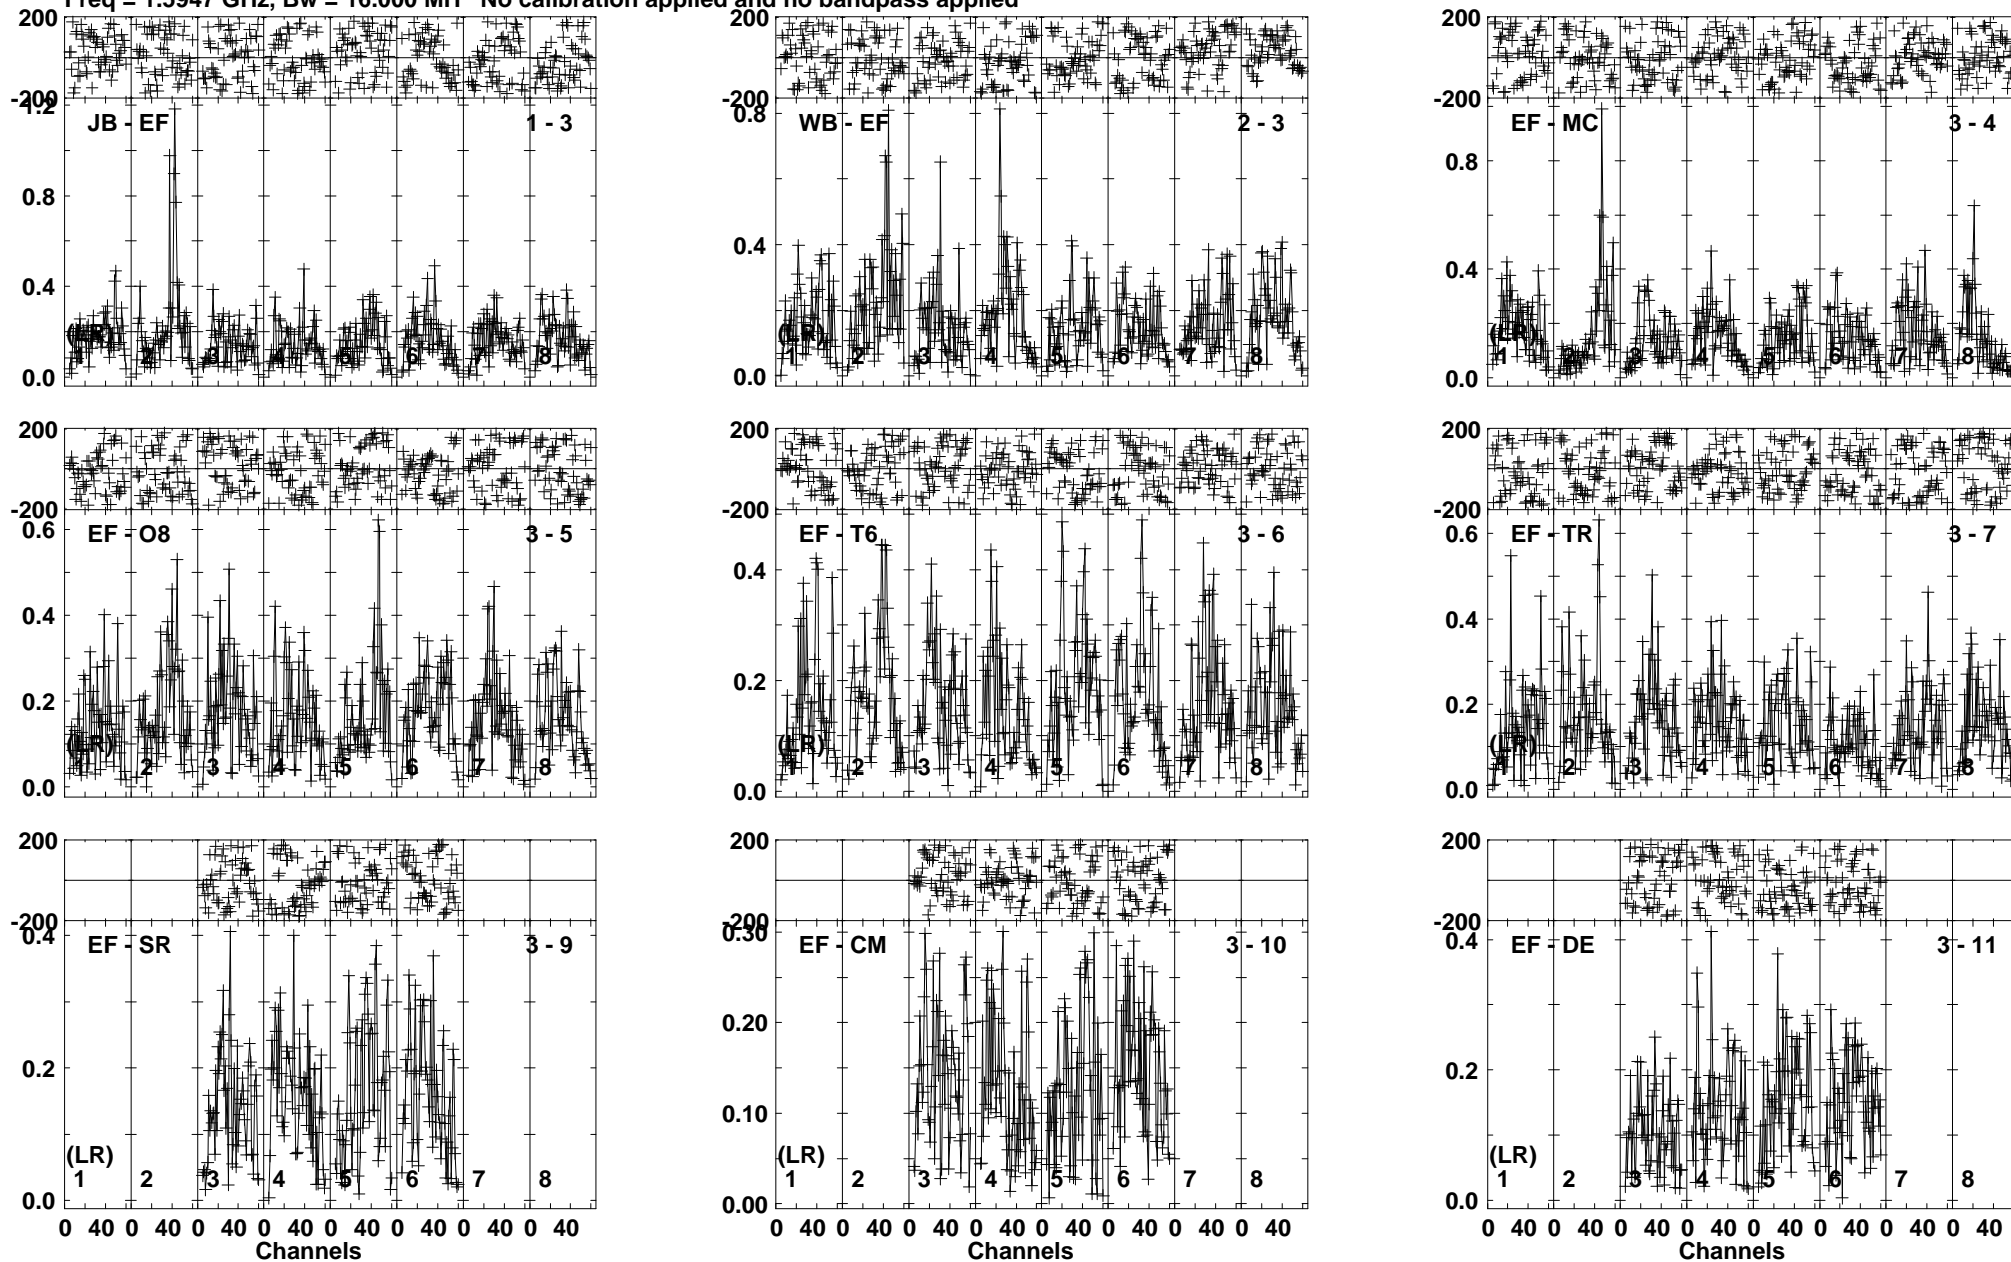 Freq = 1.5947 GHz, Bw = 16.000 MH No calibration applied and no bandpass applied
200 200 200
-200 -200 -200
JB - EF 1 - 3 WB - EF 2 - 3 EF - MC 3 - 4
1.2 0.8 0.8
0.8 0.4 0.4
0.4 0.0 0.0
0.0
(LR) (LR) (LR)
1 2 3 4 5 6 7 8 1 2 3 4 5 6 7 8 1 2 3 4 5 6 7 8
200 200 200
-200 -200 -200
EF - O8 3 - 5 EF - T6 3 - 6 EF - TR 3 - 7
0.6 0.4 0.6
0.4 0.2 0.4
0.2 0.0 0.2
0.0 0.0
(LR) (LR) (LR)
1 2 3 4 5 6 7 8 1 2 3 4 5 6 7 8 1 2 3 4 5 6 7 8
200 200 200
-200 -200 -200
EF - SR 3 - 9 EF - CM 3 - 10 EF - DE 3 - 11
0.4 0.30 0.4
0.2 0.20 0.2
0.0 0.10 0.0
0.00
(LR) (LR) (LR)
1 2 3 4 5 6 7 8 1 2 3 4 5 6 7 8 1 2 3 4 5 6 7 8
0 40 0 40 0 40 0 40 0 40 0 40 0 40 0 40 0 40 0 40 0 40 0 40 0 40 0 40 0 40 0 40 0 40 0 40 0 40 0 40 0 40 0 40 0 40 0 40
Channels Channels Channels